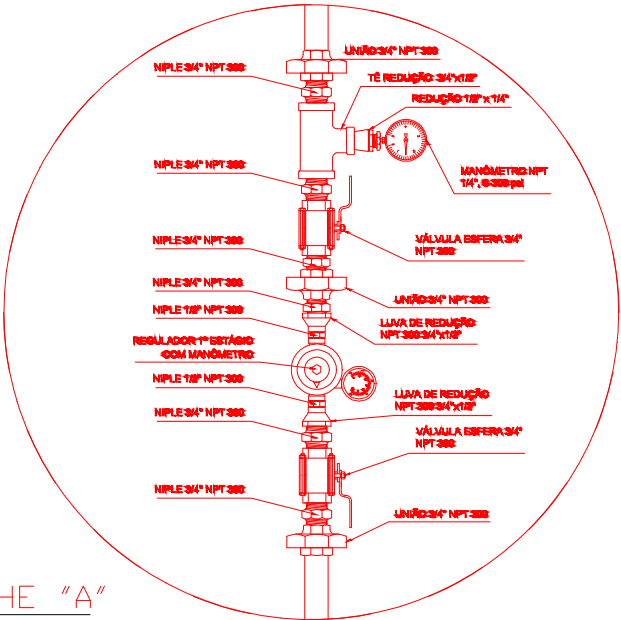 UNIÃO 3/4" NPT 300
NIPLE 3/4" NPT 300
TÊ REDUÇÃO 3/4"x1/2"
REDUÇÃO 1/2" x 1/4"
NIPLE 3/4" NPT 300
MANÔMETRO NPT
1/4", 0-300 psi
NIPLE 3/4" NPT 300
VÁLVULA ESFERA 3/4"
NPT 300
NIPLE 3/4" NPT 300
UNIÃO 3/4" NPT 300
NIPLE 1/2" NPT 300
LUVA DE REDUÇÃO
NPT 300 3/4"x1/2"
REGULADOR 1º ESTÁGIO
COM MANÔMETRO
NIPLE 1/2" NPT 300
LUVA DE REDUÇÃO
NPT 300 3/4"x1/2"
NIPLE 3/4" NPT 300
VÁLVULA ESFERA 3/4"
NPT 300
NIPLE 3/4" NPT 300
UNIÃO 3/4" NPT 300
HE "A"